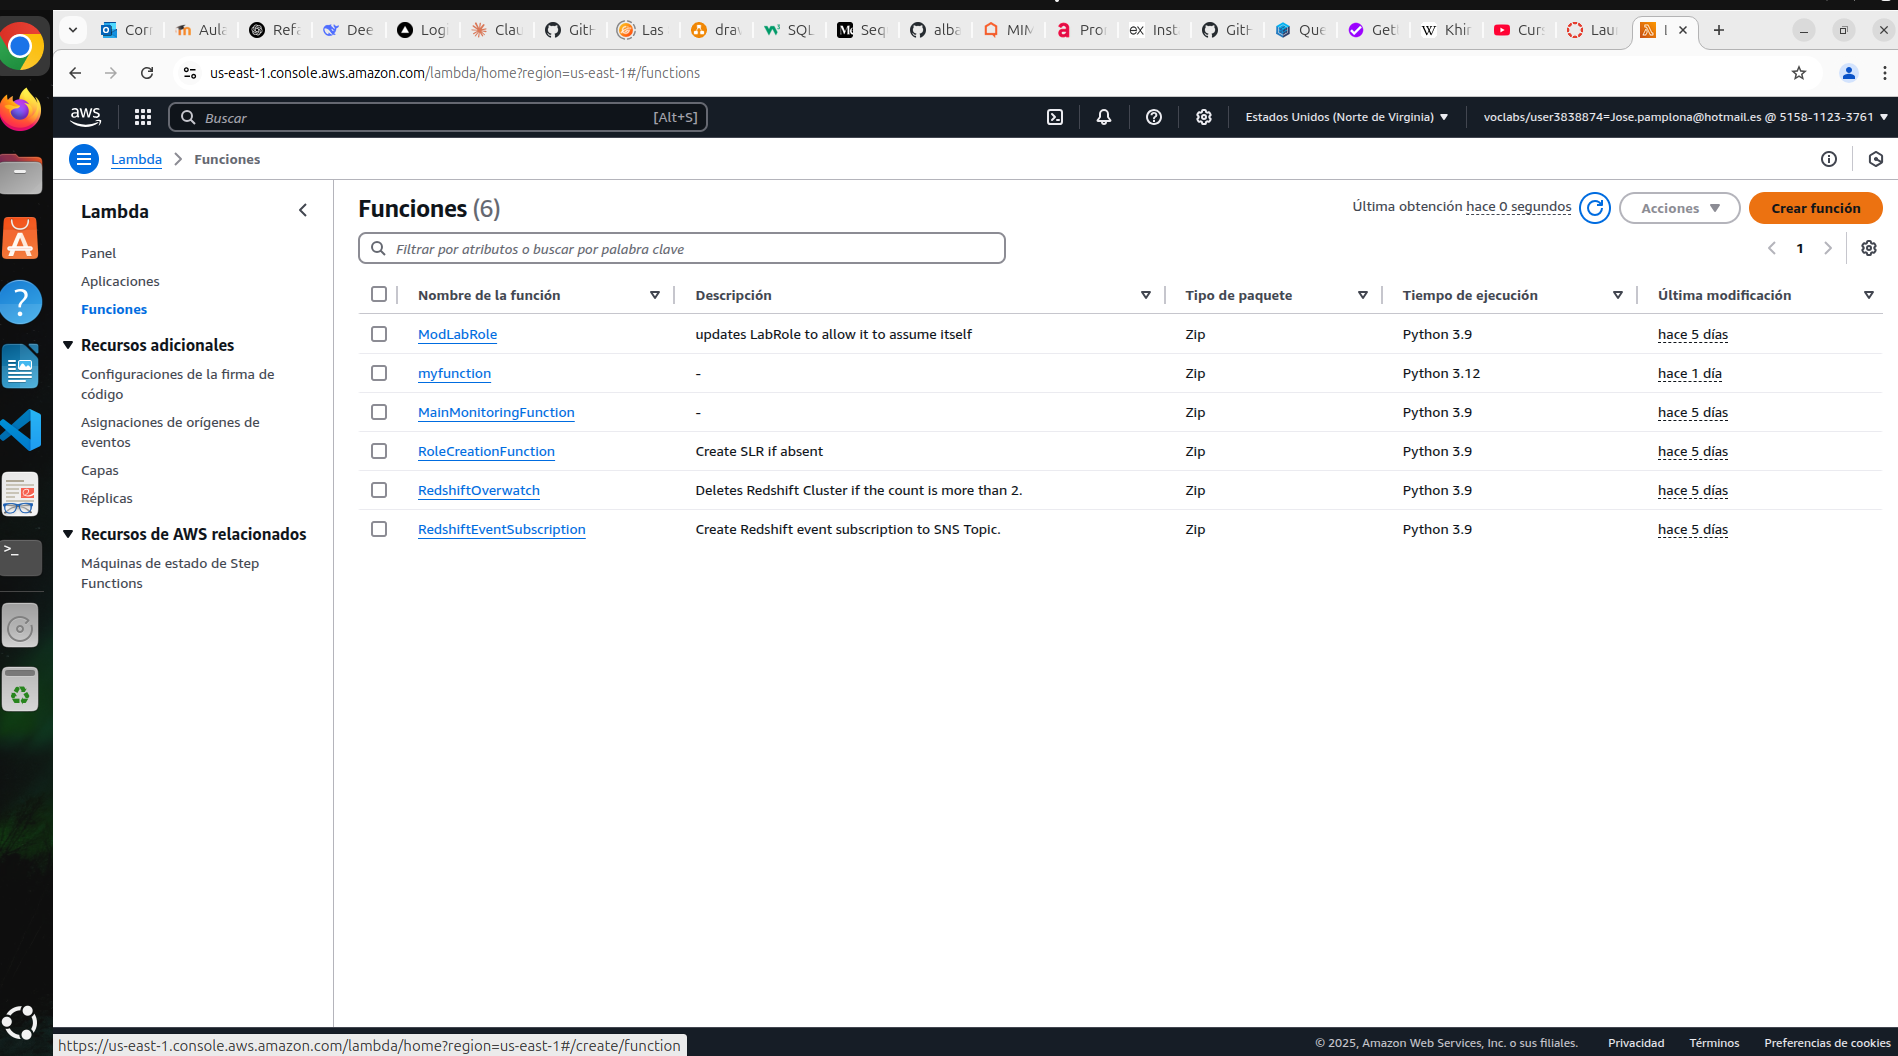 Corr
Aula
Refa
Dee
Logi
Clau
GitH
Las
drav
SQL
Seq
alba
MIM
Pro
Inst
GitH
Que
Get
Khir
Curs
Lau
us-east-1.console.aws.amazon.com/lambda/home?region=us-east-1#/functions
aws
Buscar
[Alt+S]
Estados Unidos (Norte de Virginia)
voclabs/user3838874=Jose.pamplona@hotmail.es @ 5158-1123-3761
Lambda
Funciones
Lambda
Panel
Aplicaciones
Funciones
Recursos adicionales
Configuraciones de la firma de
código
Asignaciones de orígenes de
eventos
Capas
Réplicas
Recursos de AWS relacionados
Máquinas de estado de Step
Functions
Funciones (6)
Última obtención hace 0 segundos
Acciones
Crear función
Filtrar por atributos o buscar por palabra clave
1
Nombre de la función Descripción Tipo de paquete Tiempo de ejecución Última modificación
ModLabRole updates LabRole to allow it to assume itself Zip Python 3.9 hace 5 días
myfunction - Zip Python 3.12 hace 1 día
MainMonitoringFunction - Zip Python 3.9 hace 5 días
RoleCreationFunction Create SLR if absent Zip Python 3.9 hace 5 días
RedshiftOverwatch Deletes Redshift Cluster if the count is more than 2. Zip Python 3.9 hace 5 días
RedshiftEventSubscription Create Redshift event subscription to SNS Topic. Zip Python 3.9 hace 5 días
https://us-east-1.console.aws.amazon.com/lambda/home?region=us-east-1#/create/function
© 2025, Amazon Web Services, Inc. o sus filiales. Privacidad Términos Preferencias de cookies